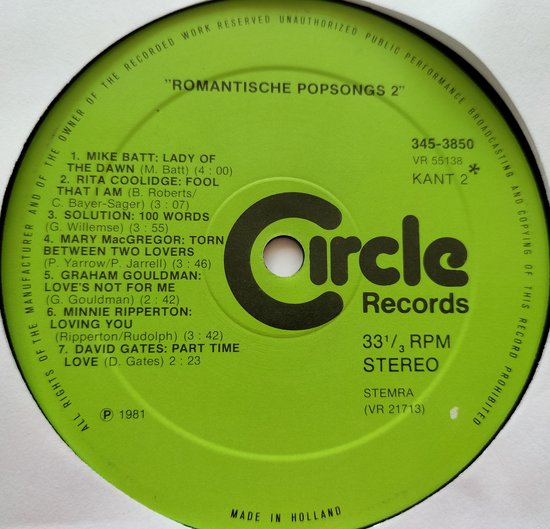 ALL RIGHTS OF THE MANUFACTURER AND OF THE OWNER OF THE RECORDED WORK RESERVED UNAUTHORIZED PUBLIC PERFORMANCE BROADCASTING AND COPYING OF THIS RECORD PROHIBITED
"ROMANTISCHE POPSONGS 2"
345-3850
VR 55138
KANT 2*
1. MIKE BATT: LADY OF
THE DAWN (M. Batt) (4 : 00)
2. RITA COOLIDGE: FOOL
THAT I AM (B. Roberts/
C. Bayer-Sager) (3 : 07)
3. SOLUTION: 100 WORDS
(G. Willemse) (3 : 55)
4. MARY MacGREGOR: TORN
BETWEEN TWO LOVERS
(P. Yarrow/P. Jarrell) (3 : 46)
5. GRAHAM GOULDMAN:
LOVE'S NOT FOR ME
(G. Gouldman) (2 : 42)
6. MINNIE RIPPERTON:
LOVING YOU
(Ripperton/Rudolph) (3 : 42)
7. DAVID GATES: PART TIME
LOVE (D. Gates) 2 : 23
Circle
Records
33 1/3 RPM
STEREO
STEMRA
(VR 21713)
℗ 1981
MADE IN HOLLAND